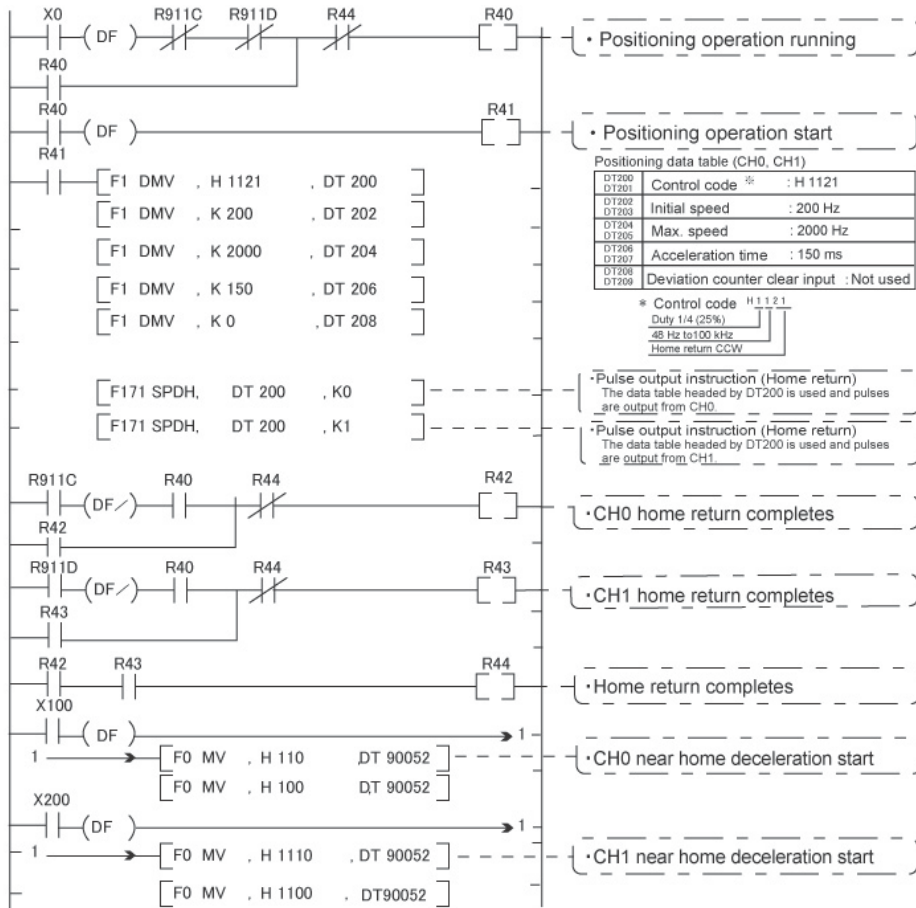 X0 ( DF ) R911C R911D R44 R40
· Positioning operation running
R40
R40 ( DF ) R41
· Positioning operation start
R41
F1 DMV , H 1121 , DT 200
F1 DMV , K 200 , DT 202
F1 DMV , K 2000 , DT 204
F1 DMV , K 150 , DT 206
F1 DMV , K 0 , DT 208
Positioning data table (CH0, CH1)
DT200 DT201 Control code ※ : H 1121
DT202 DT203 Initial speed : 200 Hz
DT204 DT205 Max. speed : 2000 Hz
DT206 DT207 Acceleration time : 150 ms
DT208 DT209 Deviation counter clear input : Not used
* Control code H 1 1 2 1
Duty 1/4 (25%)
48 Hz to100 kHz
Home return CCW
F171 SPDH, DT 200 , K0
·Pulse output instruction (Home return)
The data table headed by DT200 is used and pulses
are output from CH0.
F171 SPDH, DT 200 , K1
·Pulse output instruction (Home return)
The data table headed by DT200 is used and pulses
are output from CH1.
R911C (DF/) R40 R44 R42
·CH0 home return completes
R42
R911D (DF/) R40 R44 R43
·CH1 home return completes
R43
R42 R43 R44
·Home return completes
X100 ( DF ) 1
1 F0 MV , H 110 ,DT 90052
·CH0 near home deceleration start
F0 MV , H 100 D,T 90052
X200 (DF ) 1
1 F0 MV , H 1110 , DT 90052
·CH1 near home deceleration start
F0 MV , H 1100 , DT90052